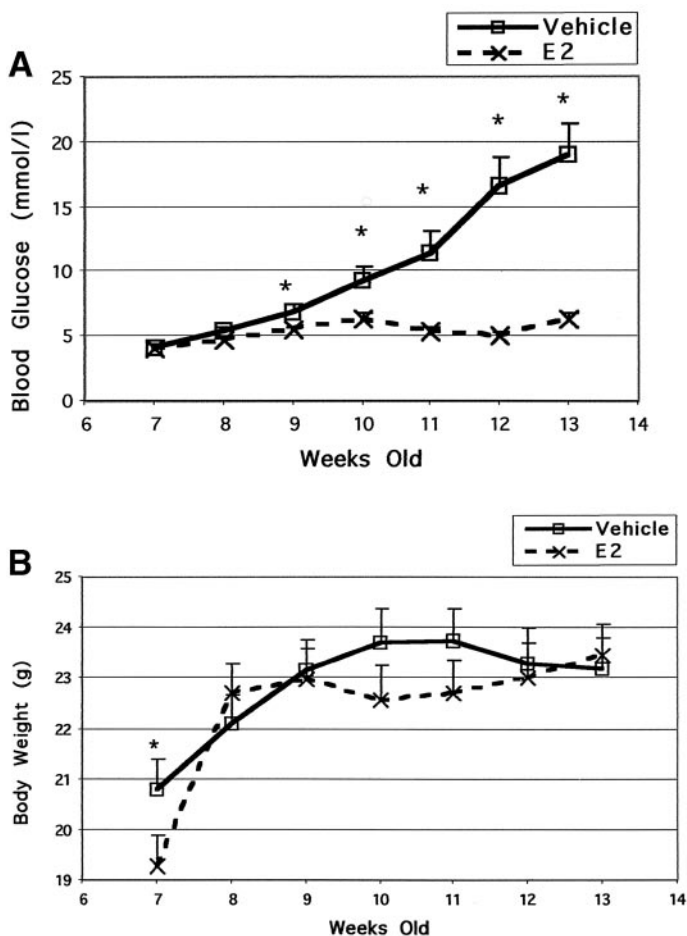 Vehicle
E2
A
25
20
15
10
5
0
Blood Glucose (mmol/l)
*
*
*
*
*
6 7 8 9 10 11 12 13 14
Weeks Old
Vehicle
E2
B
25
24
23
22
21
20
19
Body Weight (g)
*
6 7 8 9 10 11 12 13 14
Weeks Old